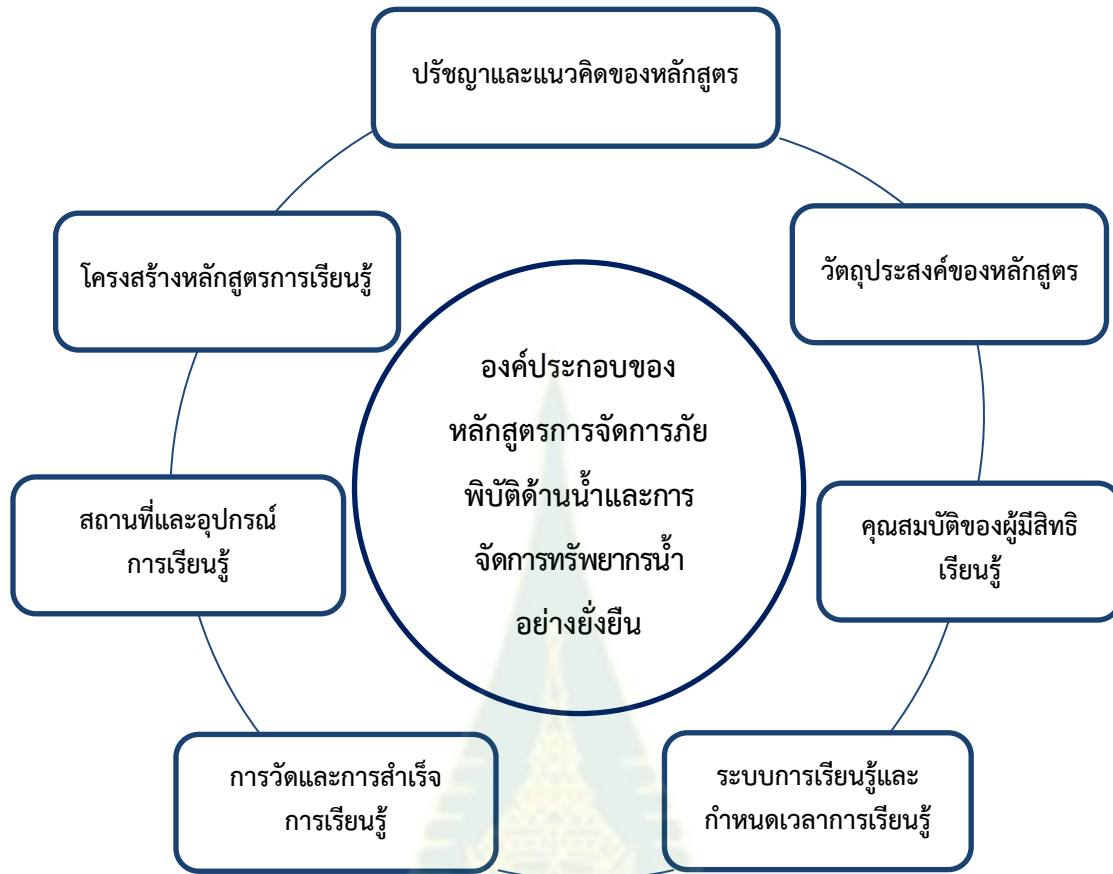 ปรัชญาและแนวคิดของหลักสูตร
วัตถุประสงค์ของหลักสูตร
คุณสมบัติของผู้มีสิทธิ
เรียนรู้
ระบบการเรียนรู้และ
กำหนดเวลาการเรียนรู้
การวัดและการสำเร็จ
การเรียนรู้
สถานที่และอุปกรณ์
การเรียนรู้
โครงสร้างหลักสูตรการเรียนรู้
องค์ประกอบของ
หลักสูตรการจัดการภัย
พิบัติด้านน้ำและการ
จัดการทรัพยากรน้ำ
อย่างยั่งยืน